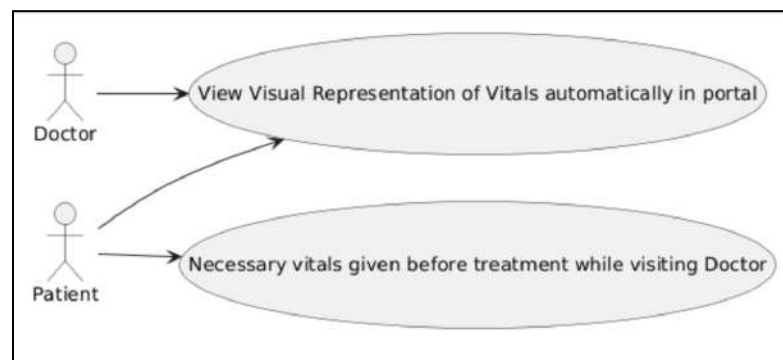 View Visual Representation of Vitals automatically in portal
Doctor
Necessary vitals given before treatment while visiting Doctor
Patient